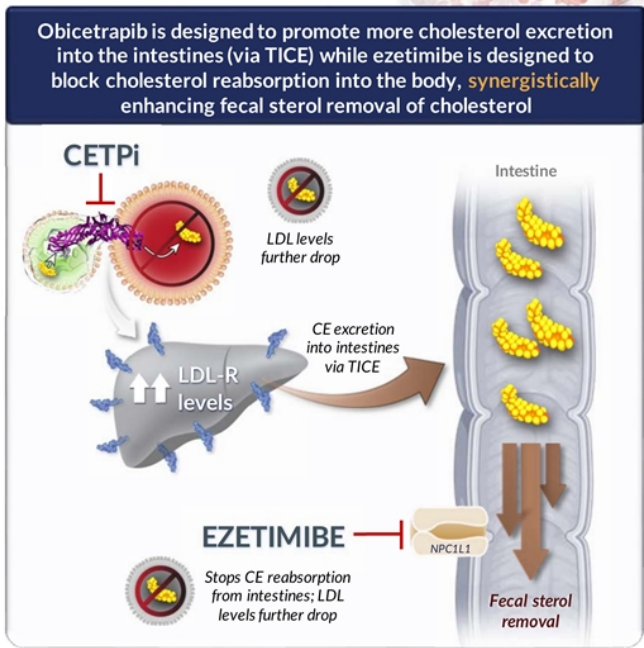 Obicetrapib is designed to promote more cholesterol excretion
into the intestines (via TICE) while ezetimibe is designed to
block cholesterol reabsorption into the body, synergistically
enhancing fecal sterol removal of cholesterol
CETPi
LDL levels
further drop
Intestine
CE excretion
into intestines
via TICE
LDL-R
levels
EZETIMIBE
NPC1L1
Stops CE reabsorption
from intestines; LDL
levels further drop
Fecal sterol
removal